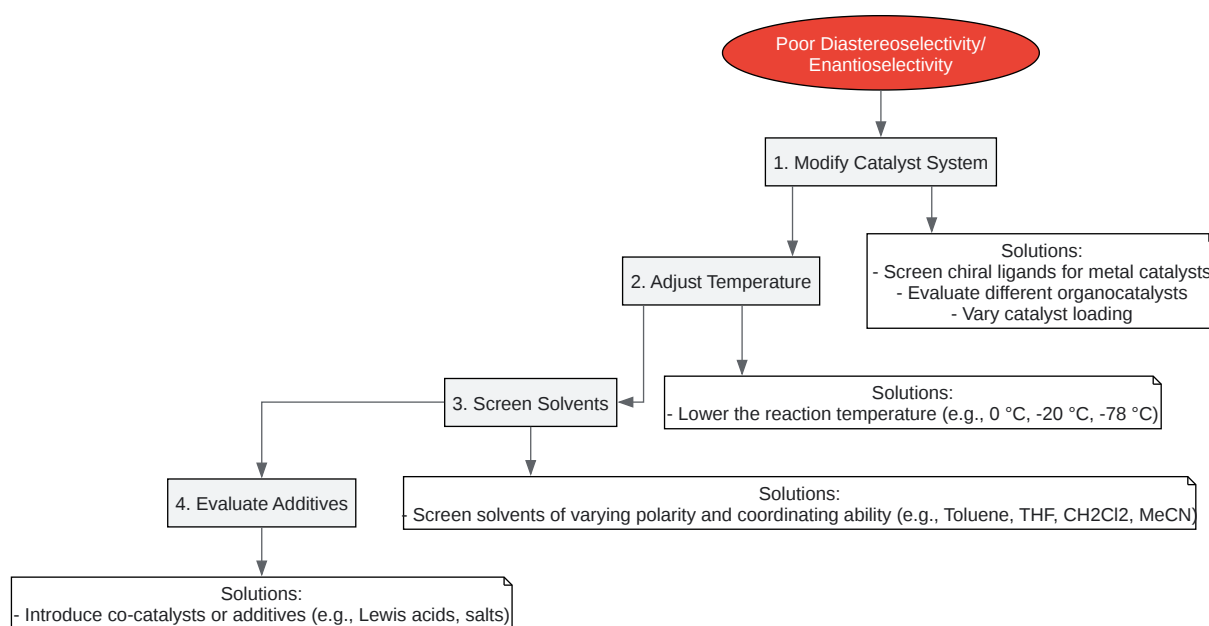 Poor Diastereoselectivity/
Enantioselectivity
1. Modify Catalyst System
Solutions:
- Screen chiral ligands for metal catalysts
- Evaluate different organocatalysts
- Vary catalyst loading
2. Adjust Temperature
Solutions:
- Lower the reaction temperature (e.g., 0 °C, -20 °C, -78 °C)
3. Screen Solvents
Solutions:
- Screen solvents of varying polarity and coordinating ability (e.g., Toluene, THF, CH2Cl2, MeCN)
4. Evaluate Additives
Solutions:
- Introduce co-catalysts or additives (e.g., Lewis acids, salts)